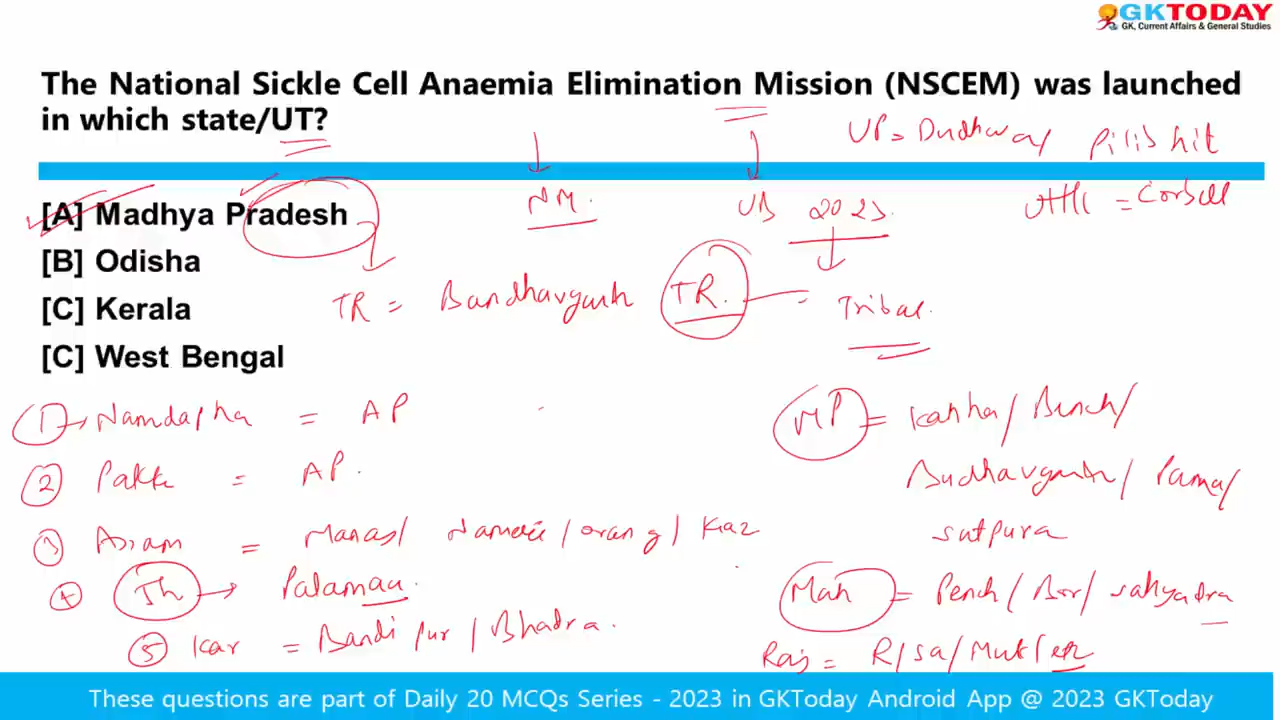 GKTODAY
GK, Current Affairs & General Studies
The National Sickle Cell Anaemia Elimination Mission (NSCEM) was launched
in which state/UT?
UP = Dudhwa/ Pilibhit
[A] Madhya Pradesh
NM.
UB 2023.
= Corbett
[B] Odisha
TR = Bandhavgarh TR. = Tribal.
[C] Kerala
[C] West Bengal
① → Namdapha = AP
MP = Kanha/ Pench/
② Pakke = AP.
Bandhavgarh/ Panna/
③ Assam = Manas/ Nameri/ orang/ Kaz
satpura
④ Jh → Palamau.
Mah = Pench/ Bor/ sahyadra
⑤ Kar = Bandipur/ Bhadra.
Raj = R/ Sa/ Muk/
These questions are part of Daily 20 MCQs Series - 2023 in GKToday Android App @ 2023 GKToday